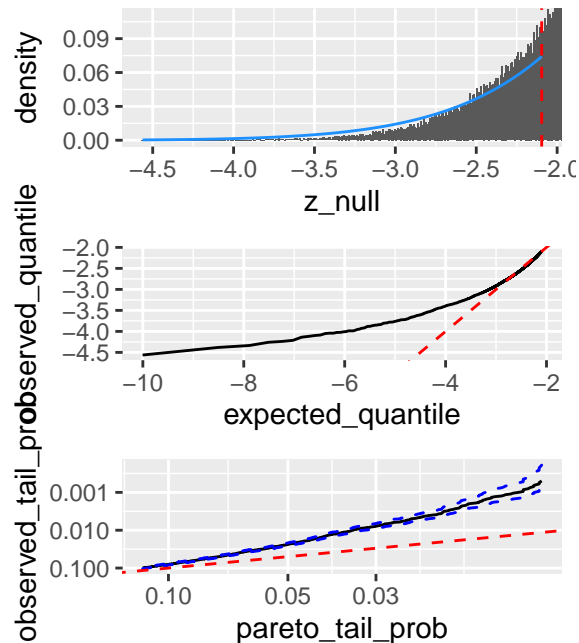 density
0.09
0.06
0.03
0.00
−4.5 −4.0 −3.5 −3.0 −2.5 −2.0
z_null
observed_quantile
−2.0
−2.5
−3.0
−3.5
−4.0
−4.5
−10 −8 −6 −4 −2
expected_quantile
observed_tail_prob
0.001
0.010
0.100
0.10 0.05 0.03
pareto_tail_prob